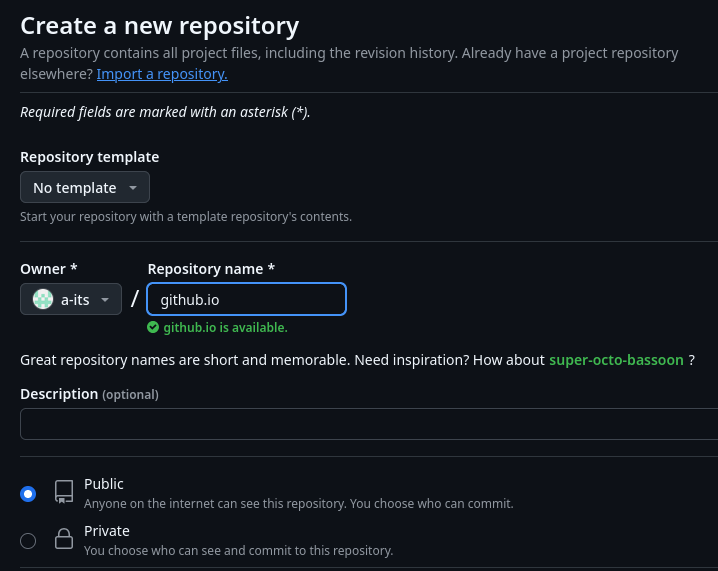 Create a new repository
A repository contains all project files, including the revision history. Already have a project repository
elsewhere? Import a repository.
Required fields are marked with an asterisk (*).
Repository template
No template
Start your repository with a template repository's contents.
Owner *
Repository name *
a-its
/
github.io
github.io is available.
Great repository names are short and memorable. Need inspiration? How about super-octo-bassoon ?
Description (optional)
Public
Anyone on the internet can see this repository. You choose who can commit.
Private
You choose who can see and commit to this repository.